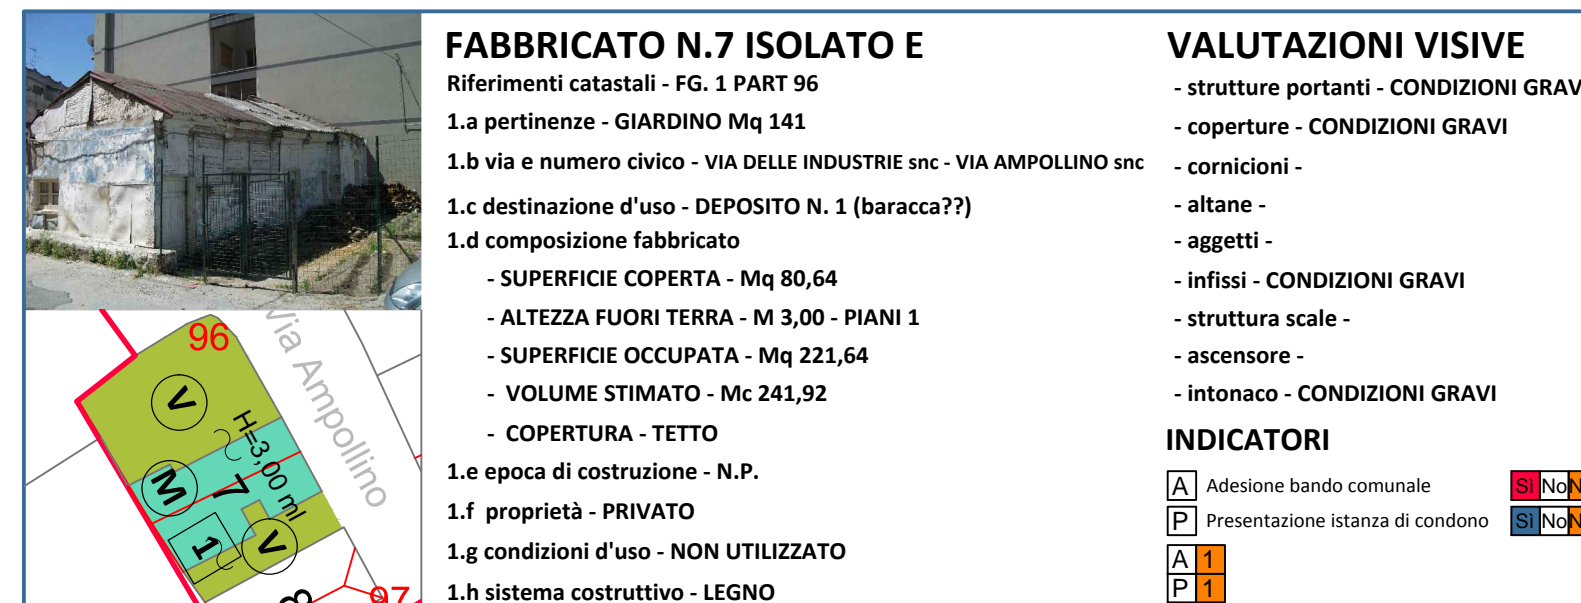 FABBRICATO N.7 ISOLATO E
Riferimenti catastali - FG. 1 PART 96
1.a pertinenze - GIARDINO Mq 141
1.b via e numero civico - VIA DELLE INDUSTRIE snc - VIA AMPOLLINO snc
1.c destinazione d'uso - DEPOSITO N. 1 (baracca??)
1.d composizione fabbricato
- SUPERFICIE COPERTA - Mq 80,64
- ALTEZZA FUORI TERRA - M 3,00 - PIANI 1
- SUPERFICIE OCCUPATA - Mq 221,64
- VOLUME STIMATO - Mc 241,92
- COPERTURA - TETTO
1.e epoca di costruzione - N.P.
1.f proprietà - PRIVATO
1.g condizioni d'uso - NON UTILIZZATO
1.h sistema costruttivo - LEGNO
VALUTAZIONI VISIVE
- strutture portanti - CONDIZIONI GRAV
- coperture - CONDIZIONI GRAVI
- cornicioni -
- altane -
- aggetti -
- infissi - CONDIZIONI GRAVI
- struttura scale -
- ascensore -
- intonaco - CONDIZIONI GRAVI
INDICATORI
A Adesione bando comunale Sì No N
P Presentazione istanza di condono Sì No N
A 1
P 1
96
Via Ampollino
V
H=3,00 ml
M
7
1
V
8
97